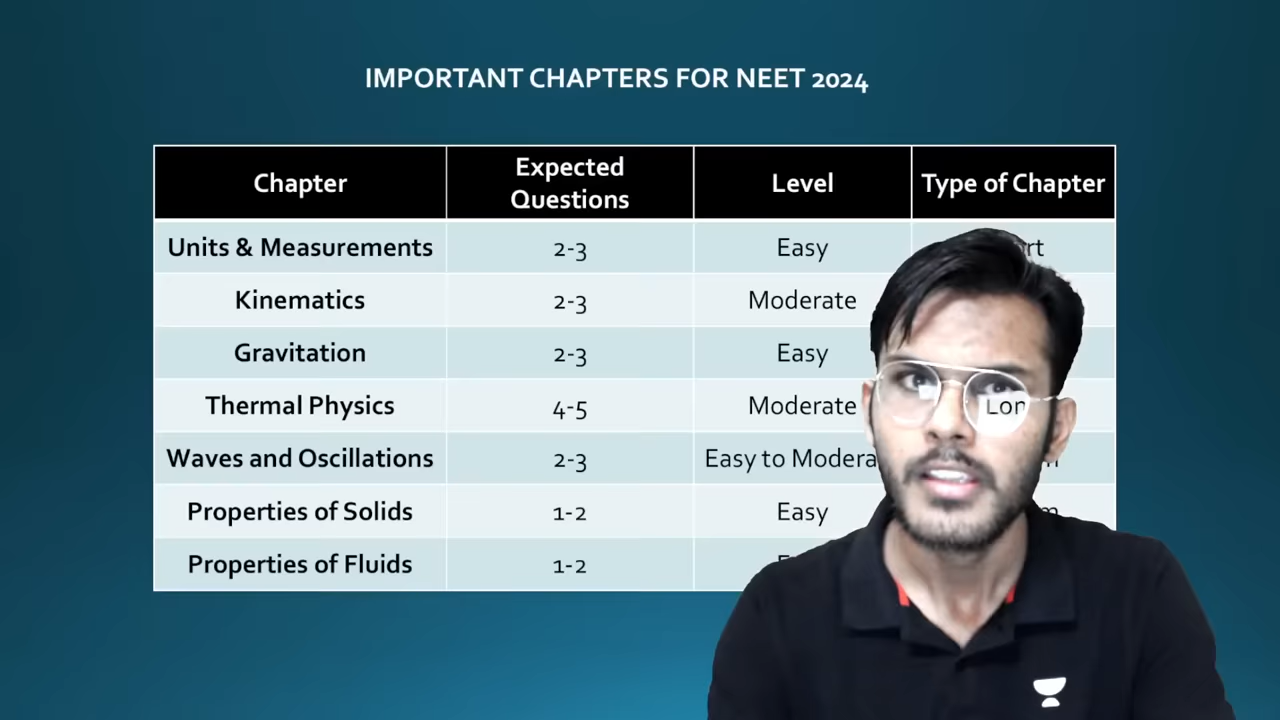 IMPORTANT CHAPTERS FOR NEET 2024
Chapter Expected Questions Level Type of Chapter
Units & Measurements 2-3 Easy
Kinematics 2-3 Moderate
Gravitation 2-3 Easy
Thermal Physics 4-5 Moderate
Waves and Oscillations 2-3 Easy to
Properties of Solids 1-2 Easy
Properties of Fluids 1-2